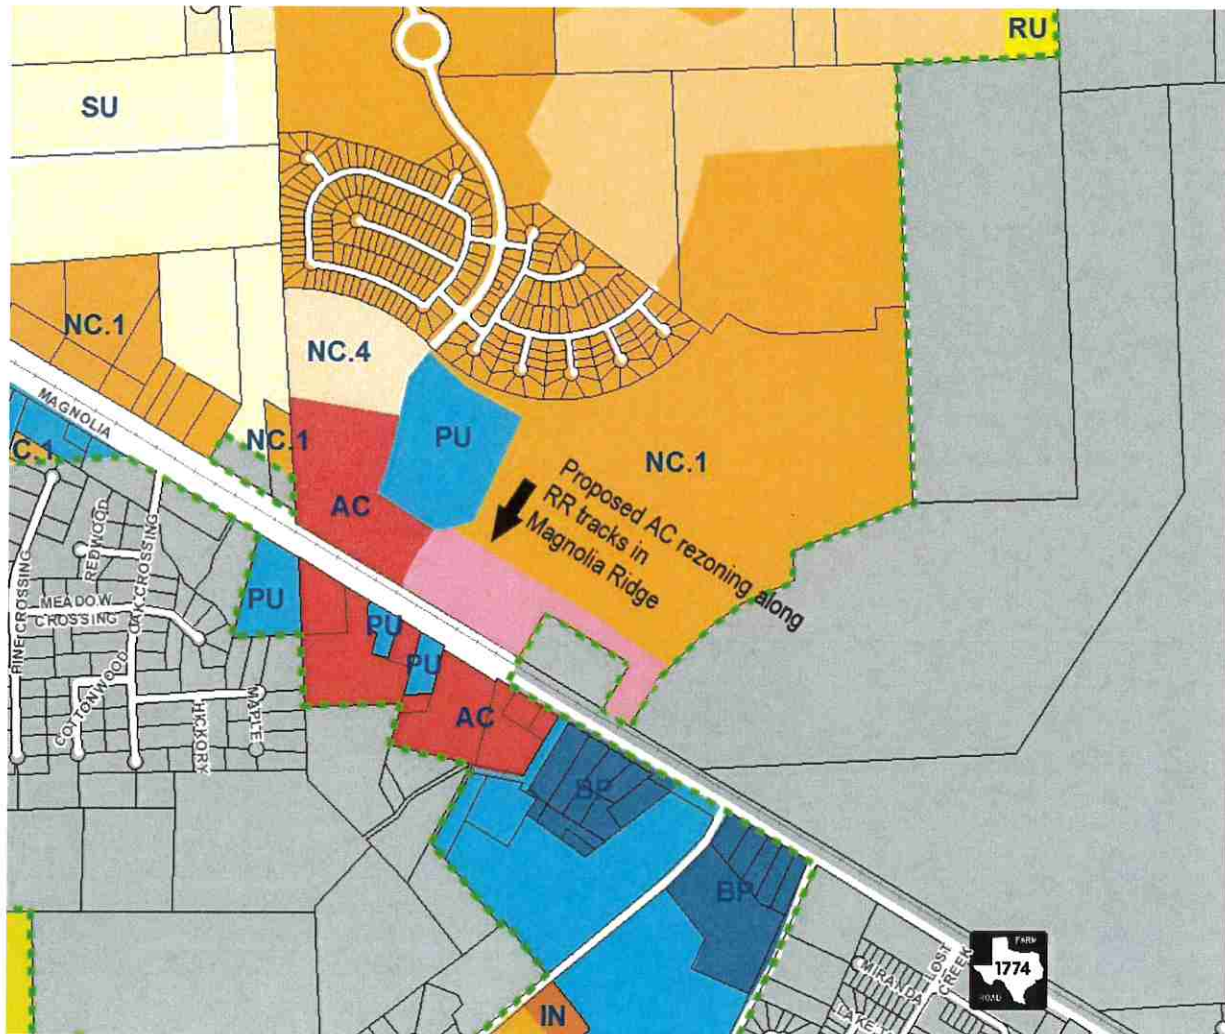 RU
SU
NC.1
NC.4
MAGNOLIA
C.1
NC.1
PU
NC.1
AC
Proposed AC rezoning along
RR tracks in
Magnolia Ridge
REDWOOD
OAK CROSSING
PINE CROSSING
MEADOW
CROSSING
PU
PU
PU
COTTONWOOD
HICKORY
MAPLE
AC
BP
BP
MIRANDA
LOST
CREEK
FARM
1774
ROAD
IN